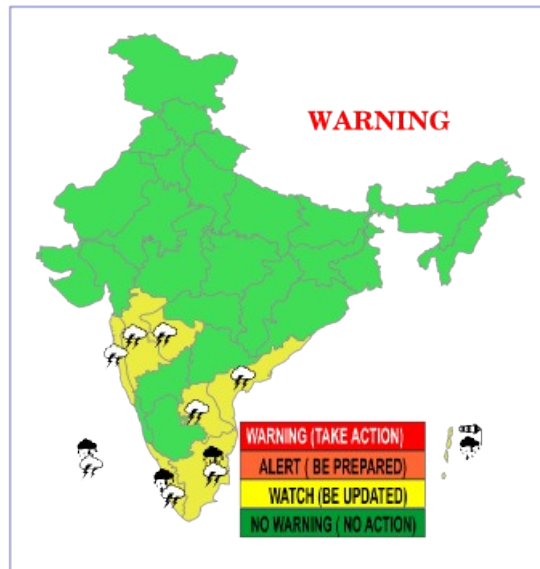 WARNING
WARNING (TAKE ACTION)
ALERT ( BE PREPARED)
WATCH (BE UPDATED)
NO WARNING ( NO ACTION)